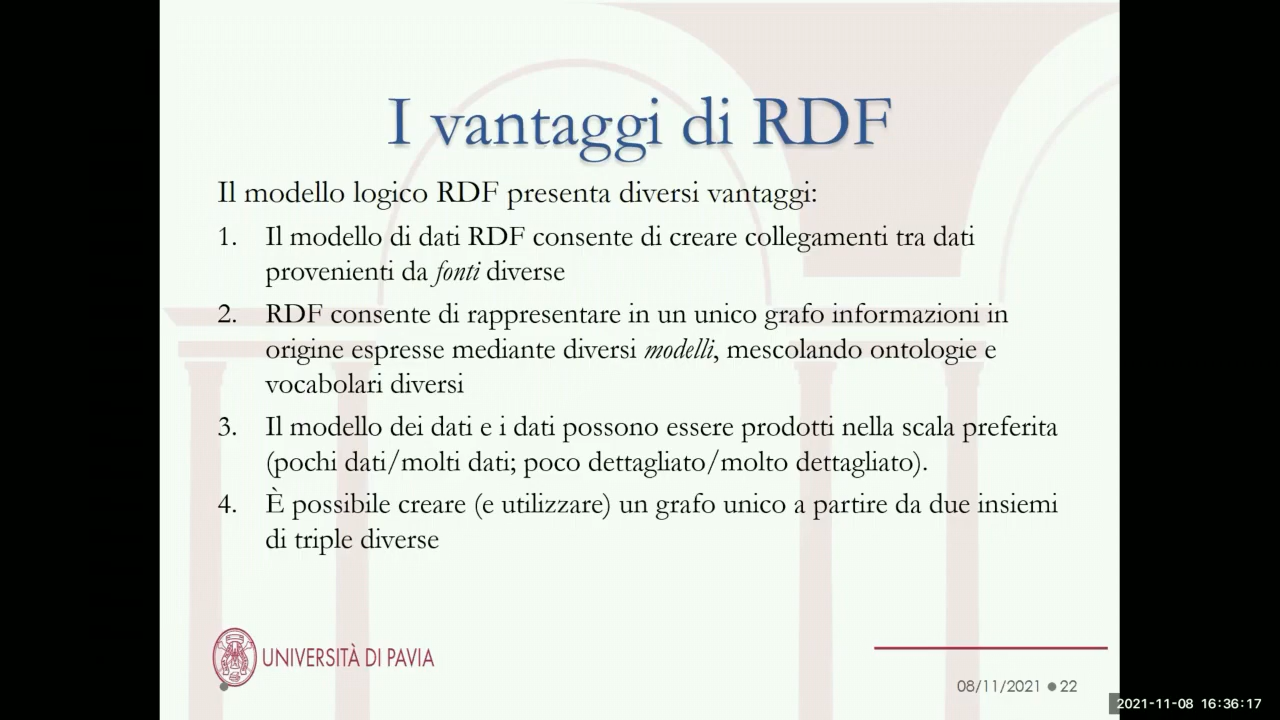 I vantaggi di RDF
Il modello logico RDF presenta diversi vantaggi:
1. Il modello di dati RDF consente di creare collegamenti tra dati
provenienti da fonti diverse
2. RDF consente di rappresentare in un unico grafo informazioni in
origine espresse mediante diversi modelli, mescolando ontologie e
vocabolari diversi
3. Il modello dei dati e i dati possono essere prodotti nella scala preferita
(pochi dati/molti dati; poco dettagliato/molto dettagliato).
4. È possibile creare (e utilizzare) un grafo unico a partire da due insiemi
di triple diverse
UNIVERSITÀ DI PAVIA
08/11/2021 ● 22
2021-11-08 16:36:17